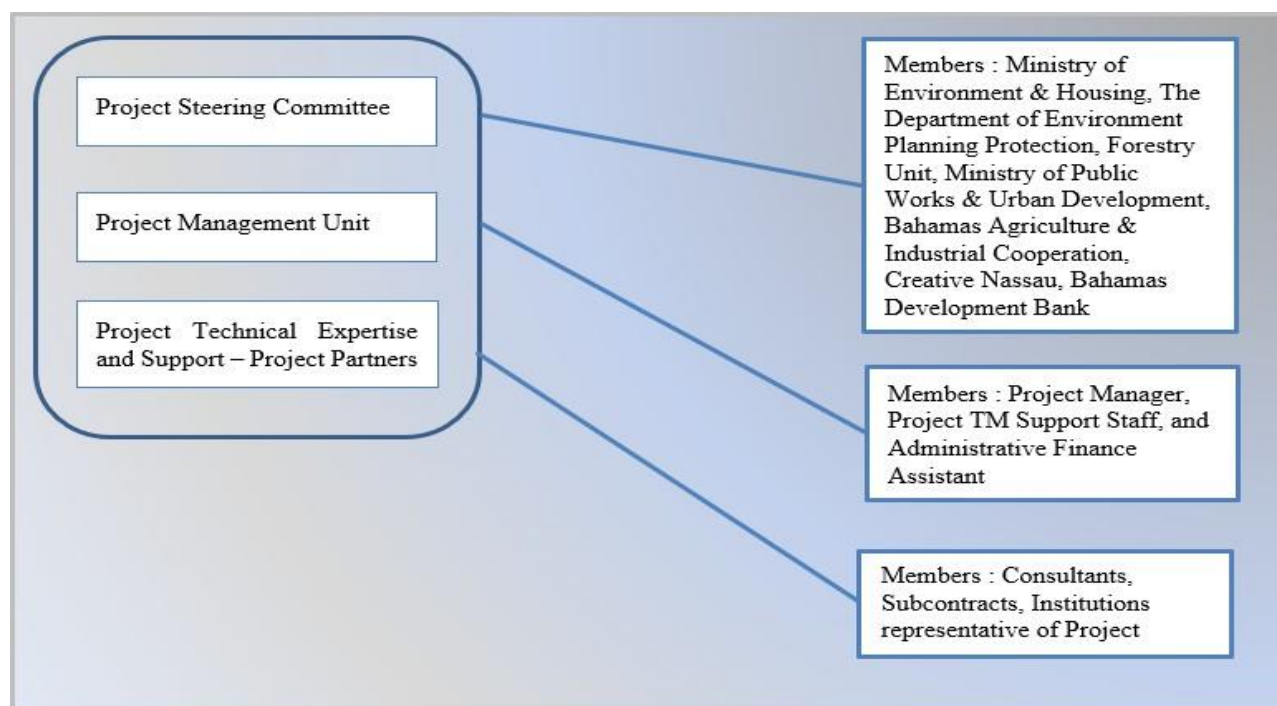 Project Steering Committee
Project Management Unit
Project Technical Expertise
and Support – Project Partners
Members : Ministry of
Environment & Housing, The
Department of Environment
Planning Protection, Forestry
Unit, Ministry of Public
Works & Urban Development,
Bahamas Agriculture &
Industrial Cooperation,
Creative Nassau, Bahamas
Development Bank
Members : Project Manager,
Project TM Support Staff, and
Administrative Finance
Assistant
Members : Consultants,
Subcontracts, Institutions
representative of Project